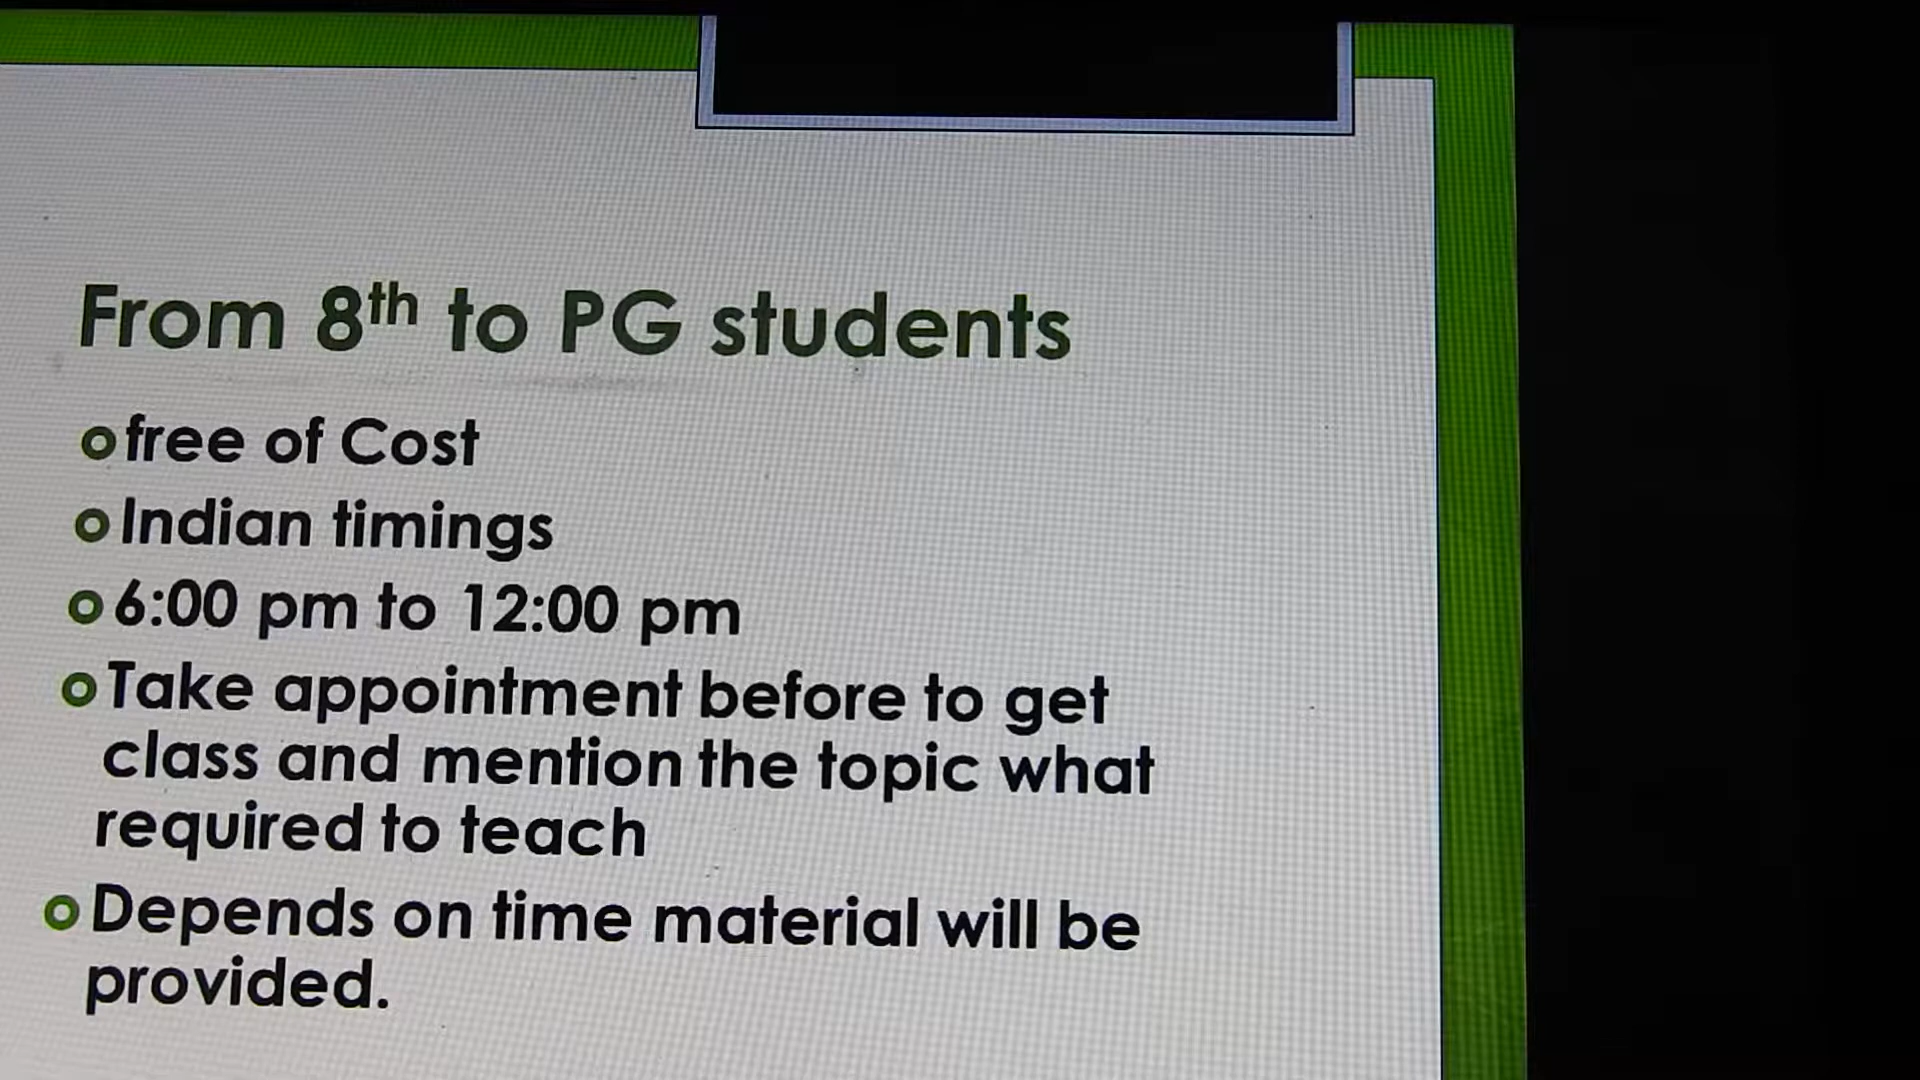 From 8th to PG students
free of Cost
Indian timings
6:00 pm to 12:00 pm
Take appointment before to get
class and mention the topic what
required to teach
Depends on time material will be
provided.